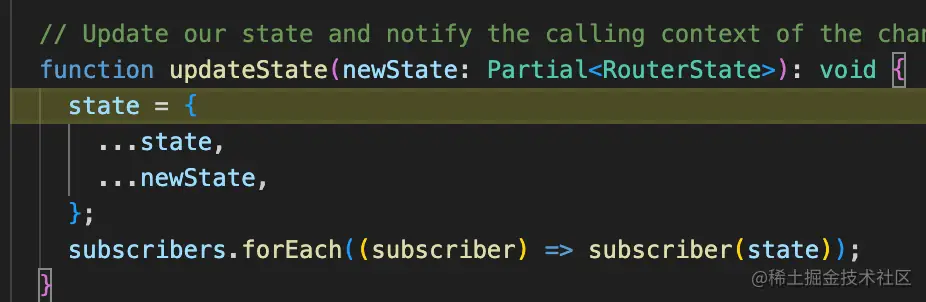 // Update our state and notify the calling context of the
function updateState(newState: Partial<RouterState>): void {
state = {
...state,
...newState,
};
subscribers.forEach((subscriber) => subscriber(state));
}
@稀土掘金技术社区